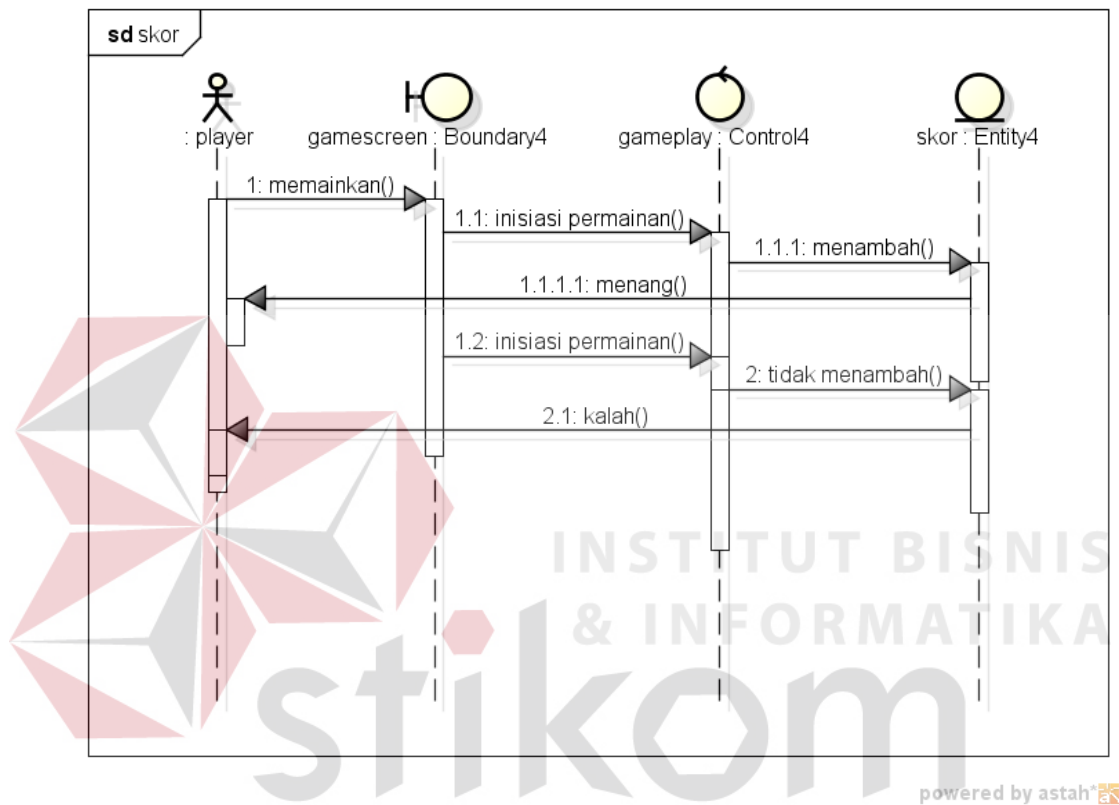 sd skor
: player
gamescreen : Boundary4
gameplay : Control4
skor : Entity4
1: memainkan()
1.1: inisiasi permainan()
1.1.1: menambah()
1.1.1.1: menang()
1.2: inisiasi permainan()
2: tidak menambah()
2.1: kalah()
INSTITUT BISNIS
& INFORMATIKA
stikom
powered by astah*